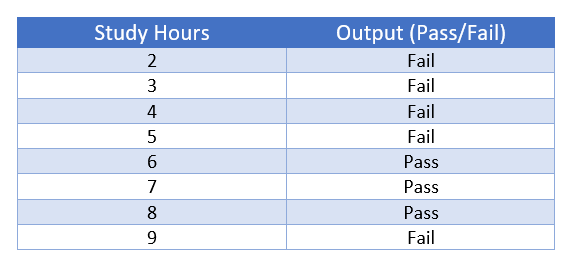 Study Hours Output (Pass/Fail)
2 Fail
3 Fail
4 Fail
5 Fail
6 Pass
7 Pass
8 Pass
9 Fail